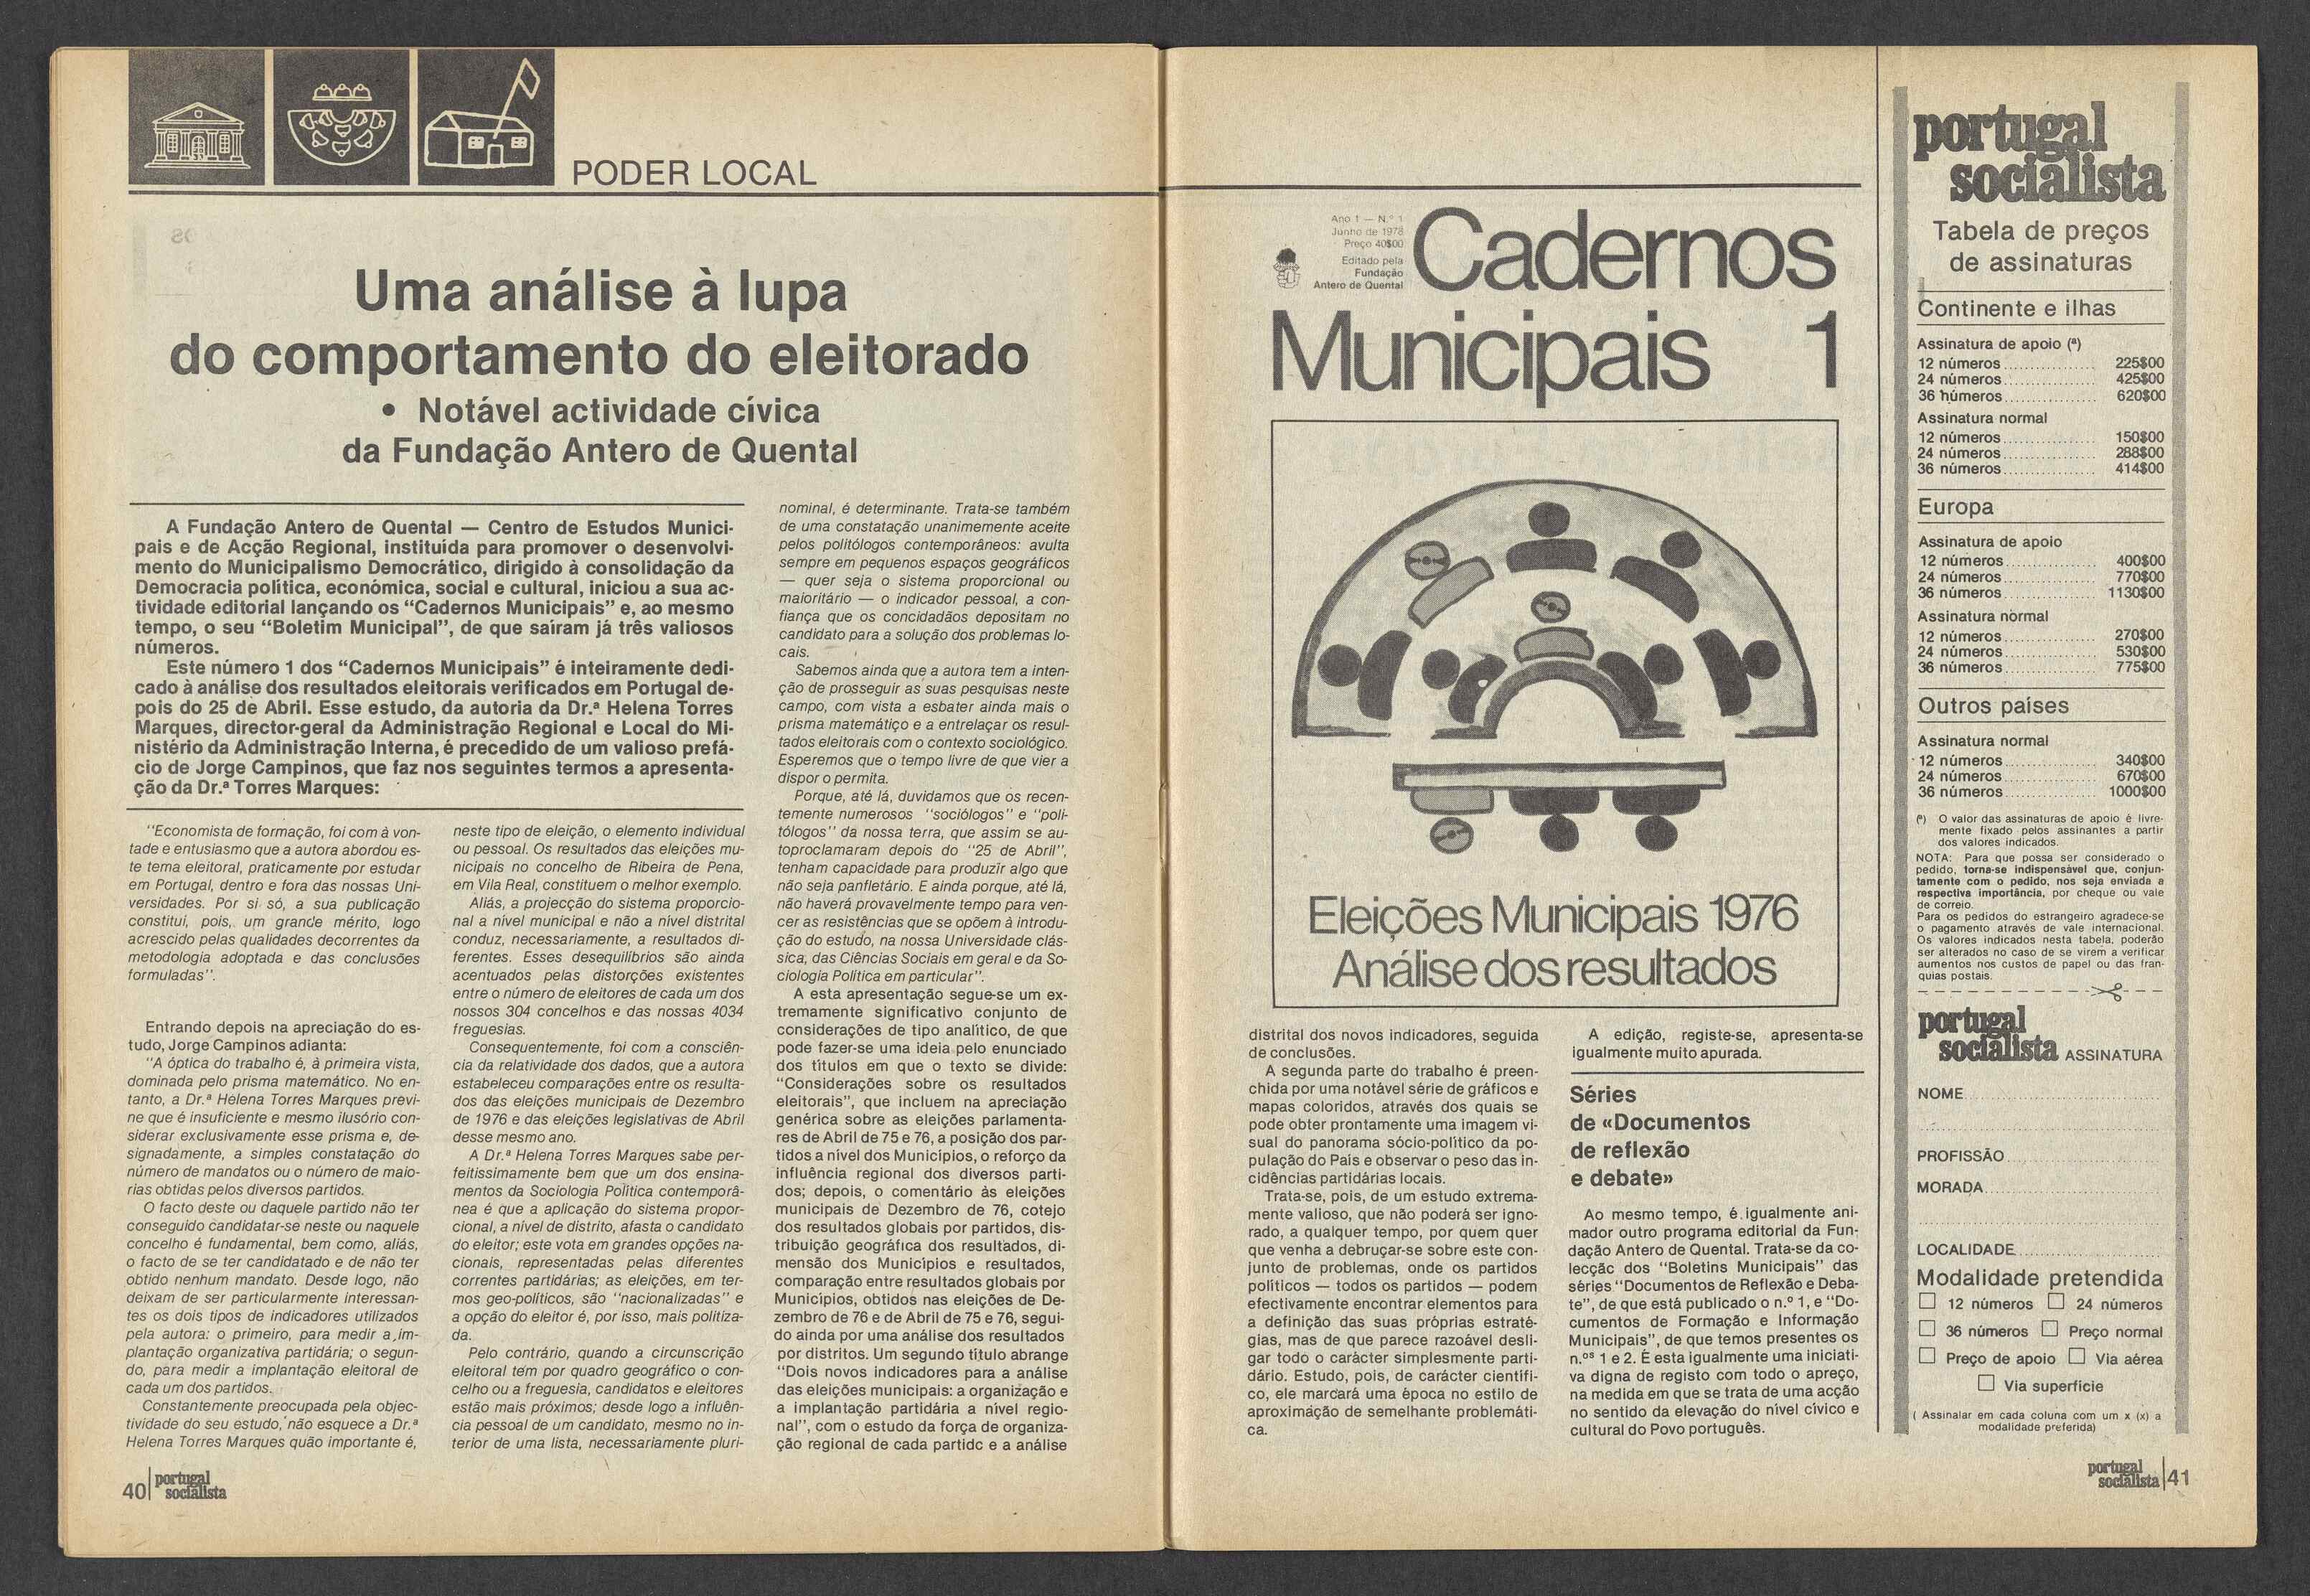 PODER LOCAL
Uma análise à lupa
do comportamento do eleitorado
• Notável actividade cívica
da Fundação Antero de Quental
A Fundação Antero de Quental — Centro de Estudos Munici-
pais e de Acção Regional, instituída para promover o desenvolvi-
mento do Municipalismo Democrático, dirigido à consolidação da
Democracia política, económica, social e cultural, iniciou a sua ac-
tividade editorial lançando os "Cadernos Municipais" e, ao mesmo
tempo, o seu "Boletim Municipal", de que saíram já três valiosos
números.
Este número 1 dos "Cadernos Municipais" é inteiramente dedi-
cado à análise dos resultados eleitorais verificados em Portugal de-
pois do 25 de Abril. Esse estudo, da autoria da Dr.ª Helena Torres
Marques, director-geral da Administração Regional e Local do Mi-
nistério da Administração Interna, é precedido de um valioso prefá-
cio de Jorge Campinos, que faz nos seguintes termos a apresenta-
ção da Dr.ª Torres Marques:
"Economista de formação, foi com à von-
tade e entusiasmo que a autora abordou es-
te tema eleitoral, praticamente por estudar
em Portugal, dentro e fora das nossas Uni-
versidades. Por si só, a sua publicação
constitui, pois, um grande mérito, logo
acrescido pelas qualidades decorrentes da
metodologia adoptada e das conclusões
formuladas".
Entrando depois na apreciação do es-
tudo, Jorge Campinos adianta:
"A óptica do trabalho é, à primeira vista,
dominada pelo prisma matemático. No en-
tanto, a Dr.ª Helena Torres Marques previ-
ne que é insuficiente e mesmo ilusório con-
siderar exclusivamente esse prisma e, de-
signadamente, a simples constatação do
número de mandatos ou o número de maio-
rias obtidas pelos diversos partidos.
O facto deste ou daquele partido não ter
conseguido candidatar-se neste ou naquele
concelho é fundamental, bem como, aliás,
o facto de se ter candidatado e de não ter
obtido nenhum mandato. Desde logo, não
deixam de ser particularmente interessan-
tes os dois tipos de indicadores utilizados
pela autora: o primeiro, para medir a im-
plantação organizativa partidária; o segun-
do, para medir a implantação eleitoral de
cada um dos partidos.
Constantemente preocupada pela objec-
tividade do seu estudo, não esquece a Dr.ª
Helena Torres Marques quão importante é,
neste tipo de eleição, o elemento individual
ou pessoal. Os resultados das eleições mu-
nicipais no concelho de Ribeira de Pena,
em Vila Real, constituem o melhor exemplo.
Aliás, a projecção do sistema proporcio-
nal a nível municipal e não a nível distrital
conduz, necessariamente, a resultados di-
ferentes. Esses desequilíbrios são ainda
acentuados pelas distorções existentes
entre o número de eleitores de cada um dos
nossos 304 concelhos e das nossas 4034
freguesias.
Consequentemente, foi com a consciên-
cia da relatividade dos dados, que a autora
estabeleceu comparações entre os resulta-
dos das eleições municipais de Dezembro
de 1976 e das eleições legislativas de Abril
desse mesmo ano.
A Dr.ª Helena Torres Marques sabe per-
feitissimamente bem que um dos ensina-
mentos da Sociologia Política contemporâ-
nea é que a aplicação do sistema propor-
cional, a nível de distrito, afasta o candidato
do eleitor; este vota em grandes opções na-
cionais, representadas pelas diferentes
correntes partidárias; as eleições, em ter-
mos geo-políticos, são "nacionalizadas" e
a opção do eleitor é, por isso, mais politiza-
da.
Pelo contrário, quando a circunscrição
eleitoral tem por quadro geográfico o con-
celho ou a freguesia, candidatos e eleitores
estão mais próximos; desde logo a influên-
cia pessoal de um candidato, mesmo no in-
terior de uma lista, necessariamente pluri-
nominal, é determinante. Trata-se também
de uma constatação unanimemente aceite
pelos politólogos contemporâneos: avulta
sempre em pequenos espaços geográficos
— quer seja o sistema proporcional ou
maioritário — o indicador pessoal, a con-
fiança que os concidadãos depositam no
candidato para a solução dos problemas lo-
cais.
Sabemos ainda que a autora tem a inten-
ção de prosseguir as suas pesquisas neste
campo, com vista a esbater ainda mais o
prisma matemático e a entrelaçar os resul-
tados eleitorais com o contexto sociológico.
Esperemos que o tempo livre de que vier a
dispor o permita.
Porque, até lá, duvidamos que os recen-
temente numerosos "sociólogos" e "poli-
tólogos" da nossa terra, que assim se au-
toproclamaram depois do "25 de Abril",
tenham capacidade para produzir algo que
não seja panfletário. E ainda porque, até lá,
não haverá provavelmente tempo para ven-
cer as resistências que se opõem à introdu-
ção do estudo, na nossa Universidade clás-
sica, das Ciências Sociais em geral e da So-
ciologia Política em particular".
A esta apresentação segue-se um ex-
tremamente significativo conjunto de
considerações de tipo analítico, de que
pode fazer-se uma ideia pelo enunciado
dos títulos em que o texto se divide:
"Considerações sobre os resultados
eleitorais", que incluem na apreciação
genérica sobre as eleições parlamenta-
res de Abril de 75 e 76, a posição dos par-
tidos a nível dos Municípios, o reforço da
influência regional dos diversos parti-
dos; depois, o comentário às eleições
municipais de Dezembro de 76, cotejo
dos resultados globais por partidos, dis-
tribuição geográfica dos resultados, di-
mensão dos Municípios e resultados,
comparação entre resultados globais por
Municípios, obtidos nas eleições de De-
zembro de 76 e de Abril de 75 e 76, segui-
do ainda por uma análise dos resultados
por distritos. Um segundo título abrange
"Dois novos indicadores para a análise
das eleições municipais: a organização e
a implantação partidária a nível regio-
nal", com o estudo da força de organiza-
ção regional de cada partido e a análise
40 portugal
socialista
Ano 1 — N.º 1
Junho de 1978
Preço 40$00
Editado pela
Fundação
Antero de Quental
Cadernos
Municipais 1
Eleições Municipais 1976
Análise dos resultados
distrital dos novos indicadores, seguida
de conclusões.
A segunda parte do trabalho é preen-
chida por uma notável série de gráficos e
mapas coloridos, através dos quais se
pode obter prontamente uma imagem vi-
sual do panorama sócio-político da po-
pulação do País e observar o peso das in-
cidências partidárias locais.
Trata-se, pois, de um estudo extrema-
mente valioso, que não poderá ser igno-
rado, a qualquer tempo, por quem quer
que venha a debruçar-se sobre este con-
junto de problemas, onde os partidos
políticos — todos os partidos — podem
efectivamente encontrar elementos para
a definição das suas próprias estraté-
gias, mas de que parece razoável desli-
gar todo o carácter simplesmente parti-
dário. Estudo, pois, de carácter científi-
co, ele marcará uma época no estilo de
aproximação de semelhante problemáti-
ca.
A edição, registe-se, apresenta-se
igualmente muito apurada.
Séries
de «Documentos
de reflexão
e debate»
Ao mesmo tempo, é igualmente ani-
mador outro programa editorial da Fun-
dação Antero de Quental. Trata-se da co-
lecção dos "Boletins Municipais" das
séries "Documentos de Reflexão e Deba-
te", de que está publicado o n.º 1, e "Do-
cumentos de Formação e Informação
Municipais", de que temos presentes os
n.ºs 1 e 2. É esta igualmente uma iniciati-
va digna de registo com todo o apreço,
na medida em que se trata de uma acção
no sentido da elevação do nível cívico e
cultural do Povo português.
portugal
socialista
Tabela de preços
de assinaturas
Continente e ilhas
Assinatura de apoio (ª)
12 números ................ 225$00
24 números ................ 425$00
36 números ................ 620$00
Assinatura normal
12 números ................ 150$00
24 números ................ 288$00
36 números ................ 414$00
Europa
Assinatura de apoio
12 números ................ 400$00
24 números ................ 770$00
36 números ................ 1130$00
Assinatura normal
12 números ................ 270$00
24 números ................ 530$00
36 números ................ 775$00
Outros países
Assinatura normal
12 números ................ 340$00
24 números ................ 670$00
36 números ................ 1000$00
(ª) O valor das assinaturas de apoio é livre-
mente fixado pelos assinantes a partir
dos valores indicados.
NOTA: Para que possa ser considerado o
pedido, torna-se indispensável que, conjun-
tamente com o pedido, nos seja enviada a
respectiva importância, por cheque ou vale
de correio.
Para os pedidos do estrangeiro agradece-se
o pagamento através de vale internacional.
Os valores indicados nesta tabela, poderão
ser alterados no caso de se virem a verificar
aumentos nos custos de papel ou das fran-
quias postais.
portugal
socialista ASSINATURA
NOME
PROFISSÃO
MORADA
LOCALIDADE
Modalidade pretendida
12 números 24 números
36 números Preço normal
Preço de apoio Via aérea
Via superfície
( Assinalar em cada coluna com um x (x) a
modalidade preferida)
portugal
socialista 41